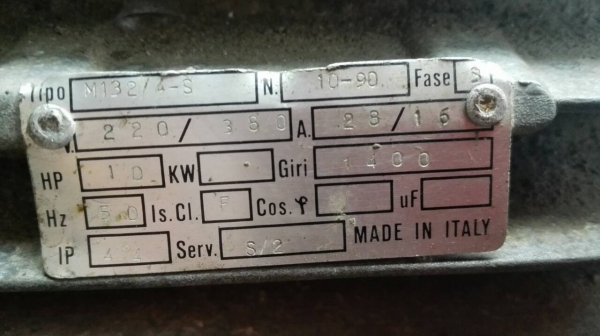 Tipo M132/4-S N. 10-90 Fase
V. 220/380 A. 28/16
HP 10 KW Giri 1400
Hz 50 Is.Cl. F Cos.φ uF
IP Serv. S/2 MADE IN ITALY